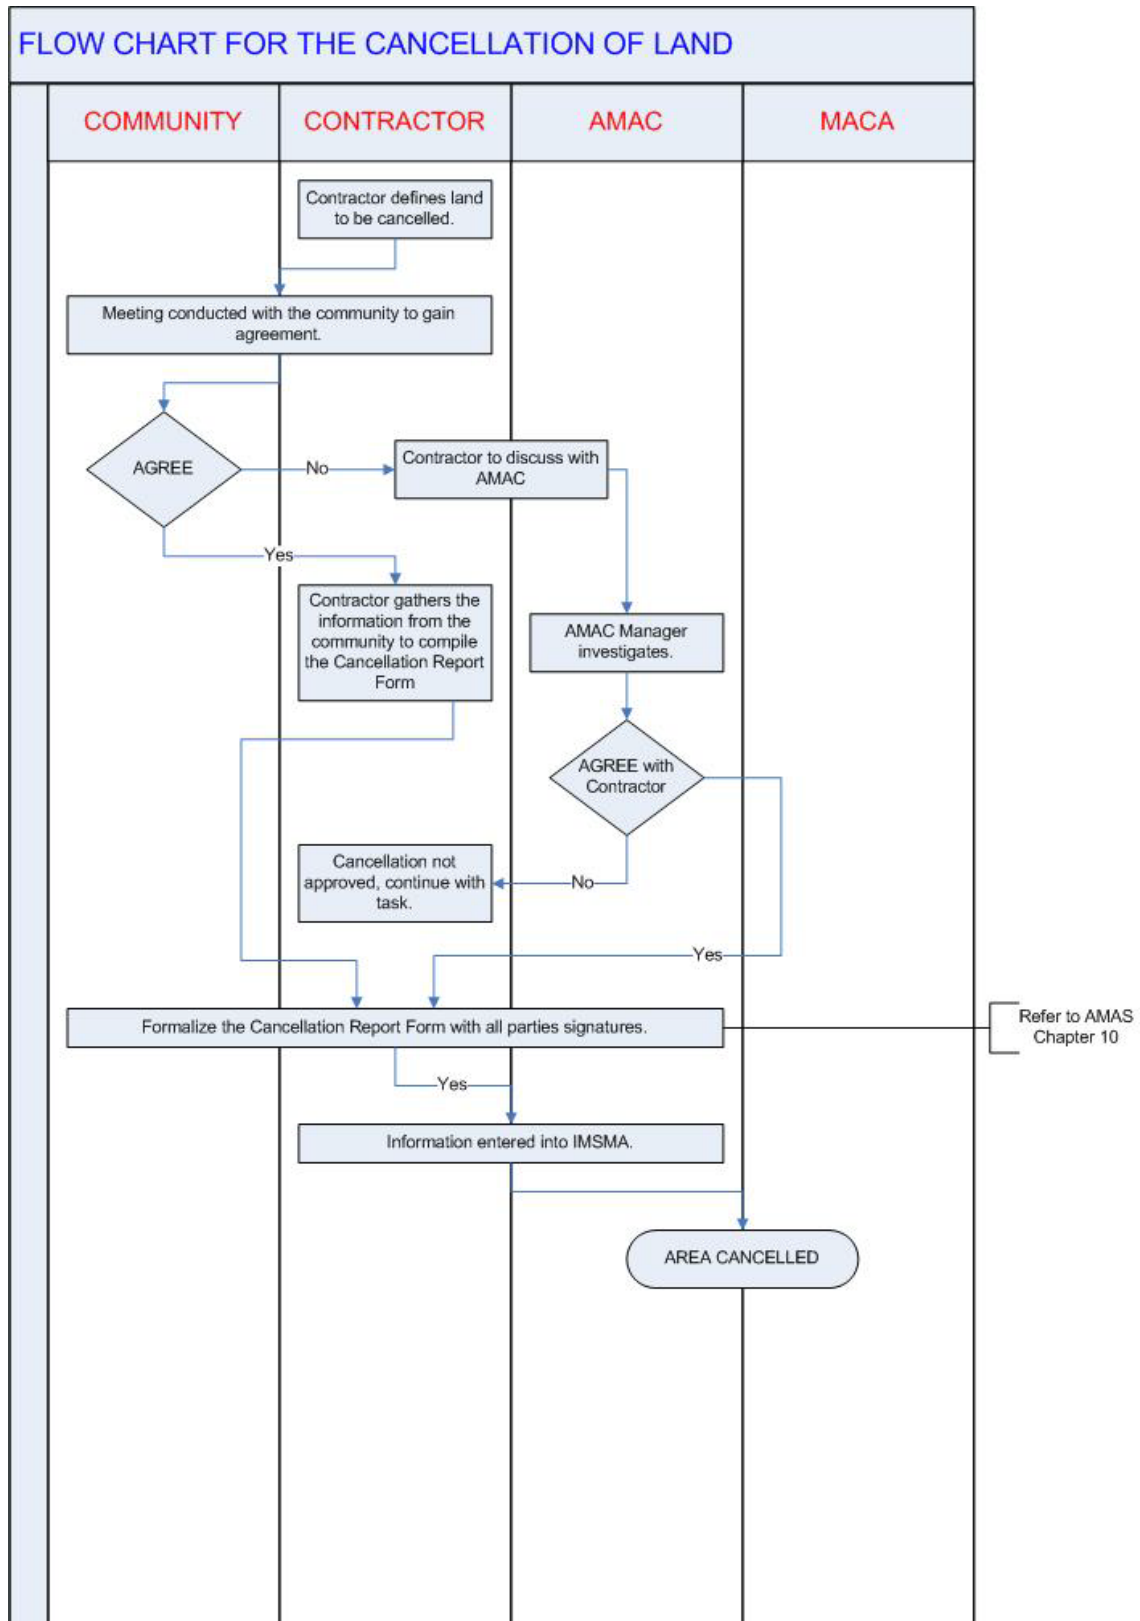 FLOW CHART FOR THE CANCELLATION OF LAND
COMMUNITY
CONTRACTOR
AMAC
MACA
Contractor defines land
to be cancelled.
Meeting conducted with the community to gain
agreement.
AGREE
No
Contractor to discuss with
AMAC
Yes
Contractor gathers the
information from the
community to compile
the Cancellation Report
Form
AMAC Manager
investigates.
AGREE with
Contractor
Cancellation not
approved, continue with
task.
No
Yes
Formalize the Cancellation Report Form with all parties signatures.
Refer to AMAS
Chapter 10
Yes
Information entered into IMSMA.
AREA CANCELLED